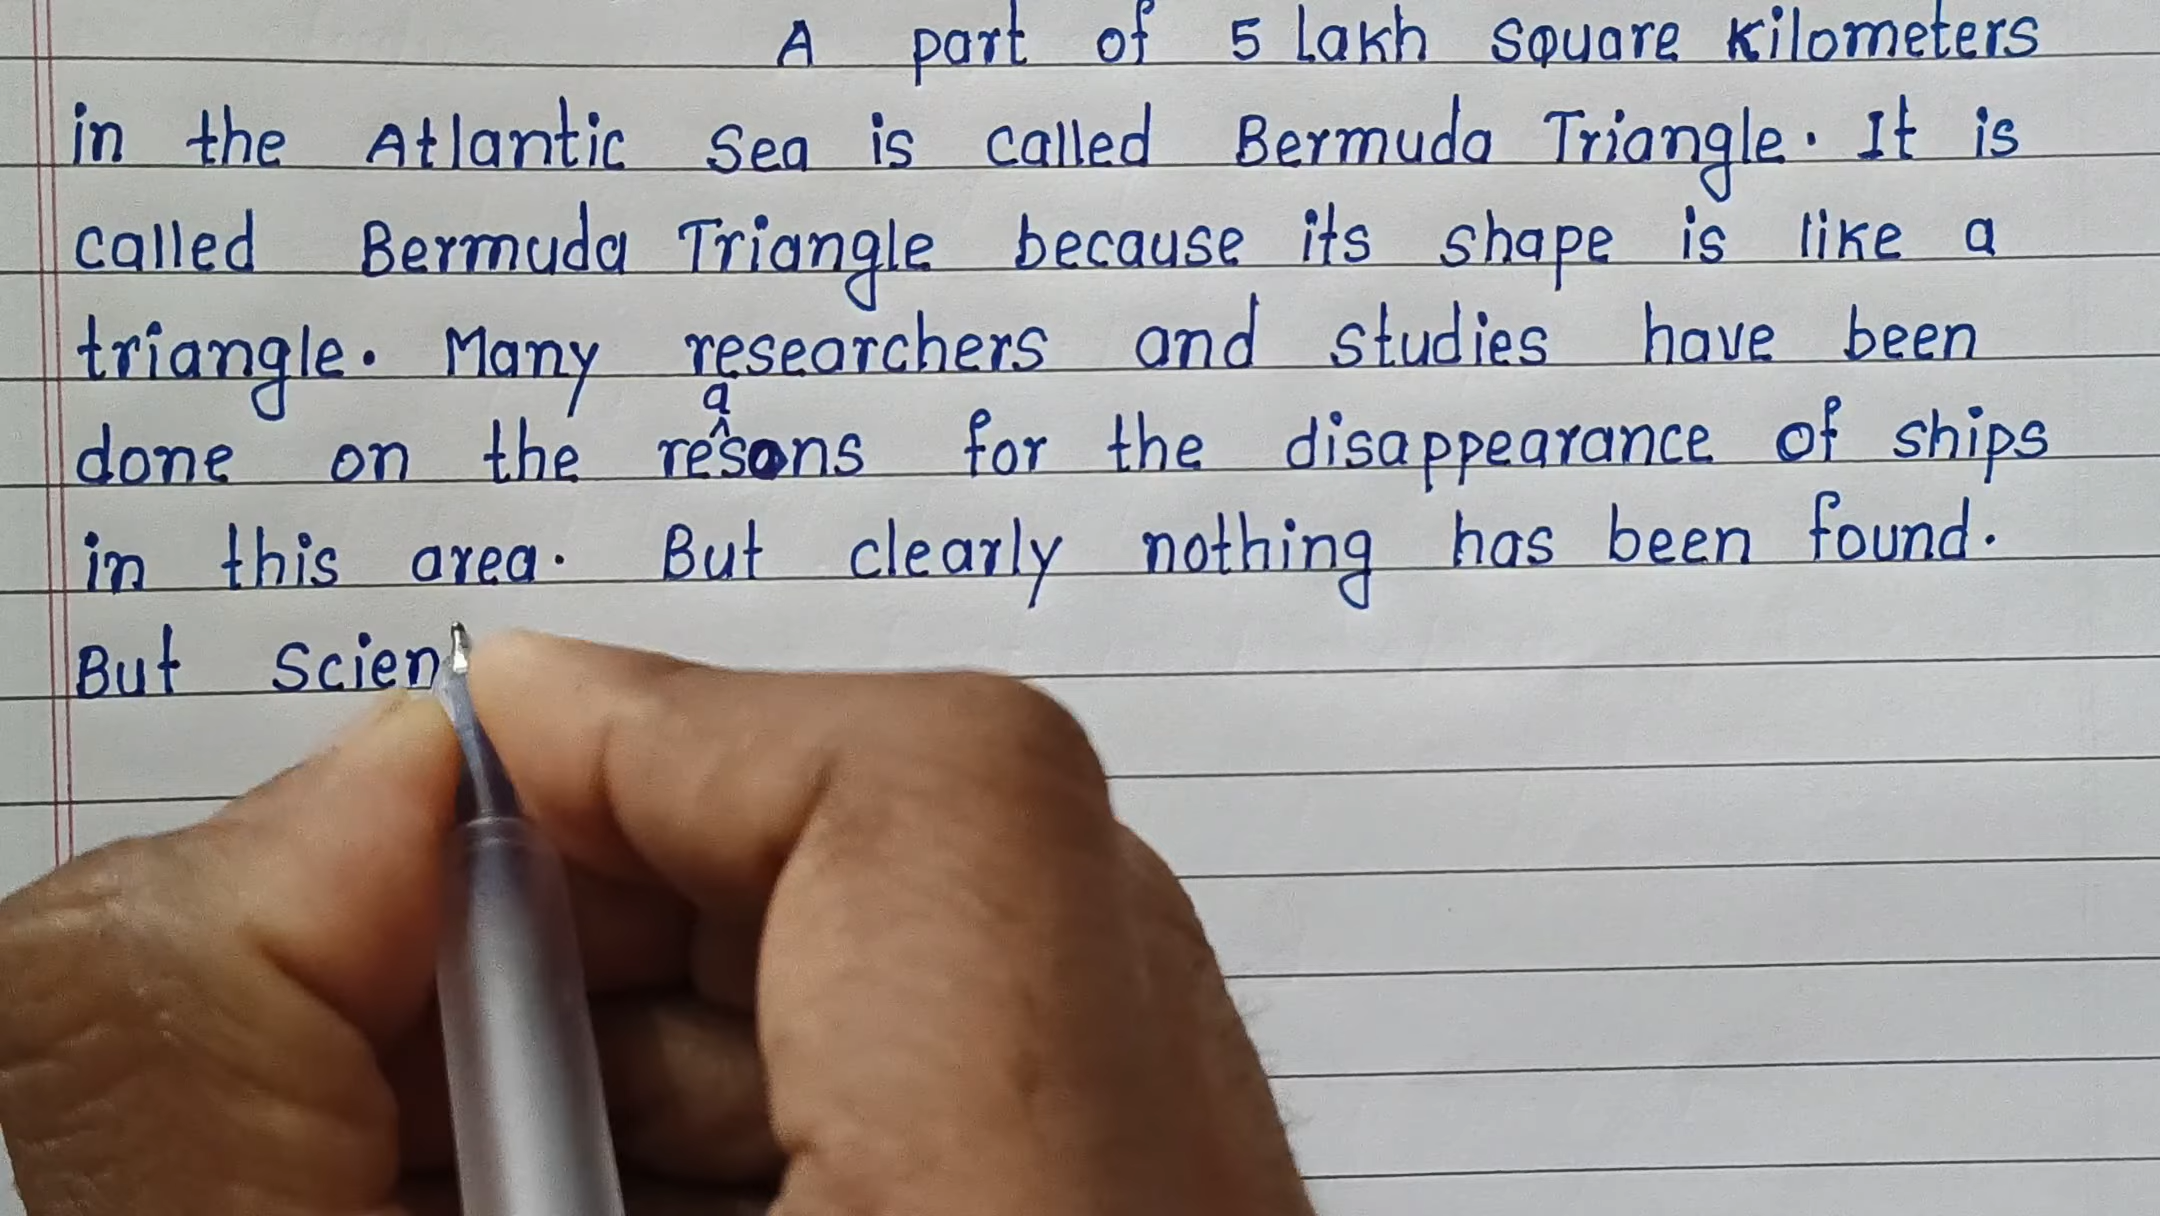 A part of 5 lakh square kilometers
in the Atlantic Sea is called Bermuda Triangle. It is
called Bermuda Triangle because its shape is like a
triangle. Many researchers and studies have been
done on the reasons for the disappearance of ships
in this area. But clearly nothing has been found.
But Scien